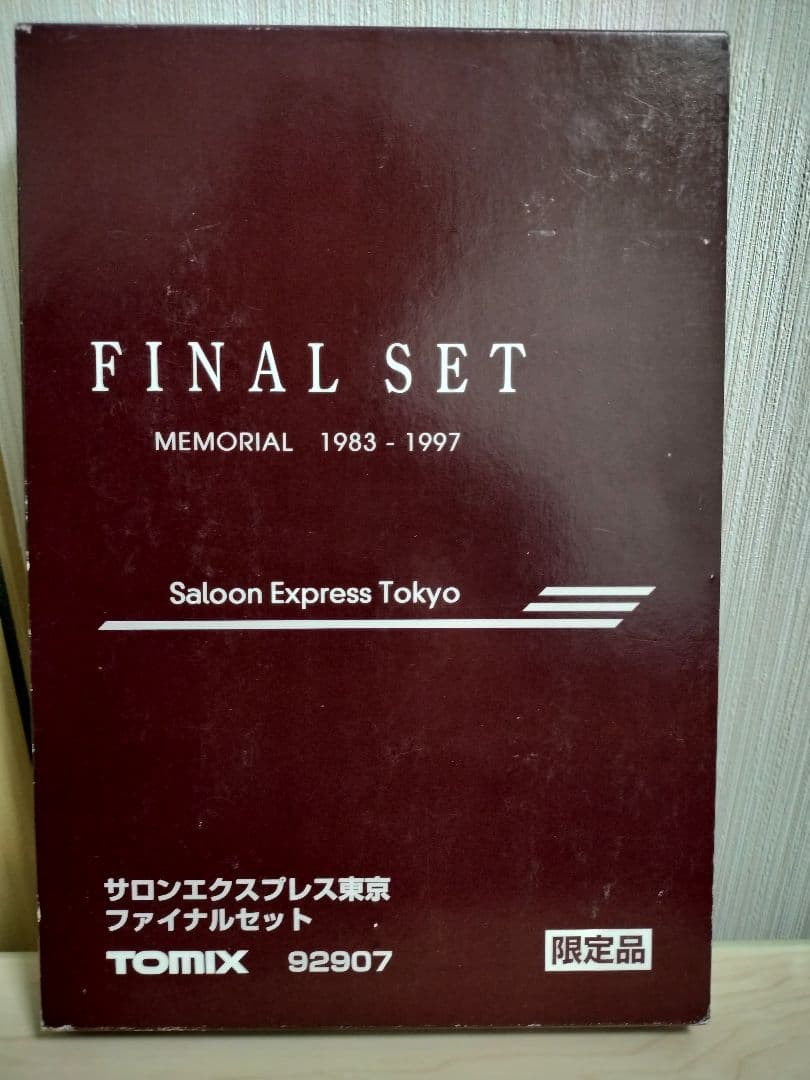 FINAL SET
MEMORIAL 1983 - 1997
Saloon Express Tokyo
サロンエクスプレス東京
ファイナルセット
TOMIX 92907
限定品